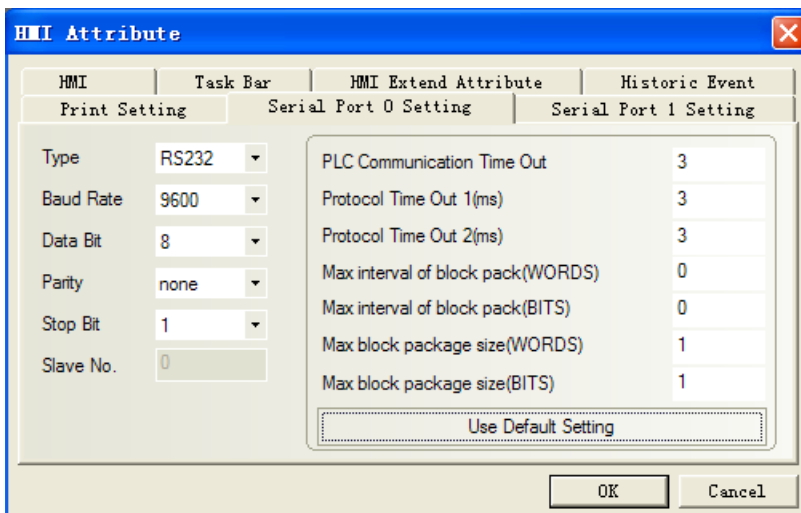 HMI Attribute
HMI Task Bar HMI Extend Attribute Historic Event
Print Setting Serial Port 0 Setting Serial Port 1 Setting
Type RS232
Baud Rate 9600
Data Bit 8
Parity none
Stop Bit 1
Slave No. 0
PLC Communication Time Out 3
Protocol Time Out 1(ms) 3
Protocol Time Out 2(ms) 3
Max interval of block pack(WORDS) 0
Max interval of block pack(BITS) 0
Max block package size(WORDS) 1
Max block package size(BITS) 1
Use Default Setting
OK Cancel